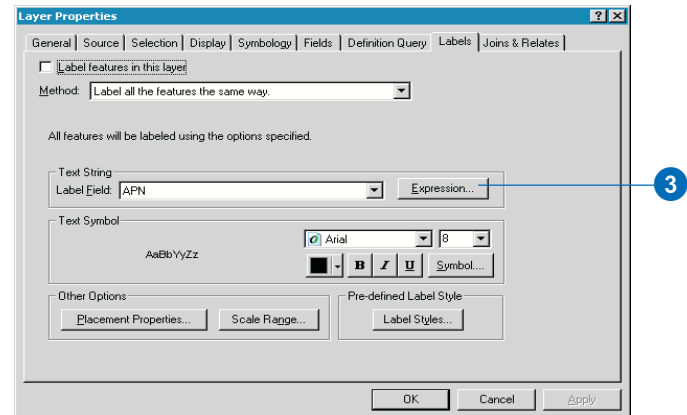 Layer Properties
General Source Selection Display Symbology Fields Definition Query Labels Joins & Relates
Label features in this layer
Method: Label all the features the same way.
All features will be labeled using the options specified.
Text String
Label Field: APN Expression...
3
Text Symbol
AaBbYyZz
Arial 8
B I U Symbol...
Other Options Pre-defined Label Style
Placement Properties... Scale Range... Label Styles...
OK Cancel Apply